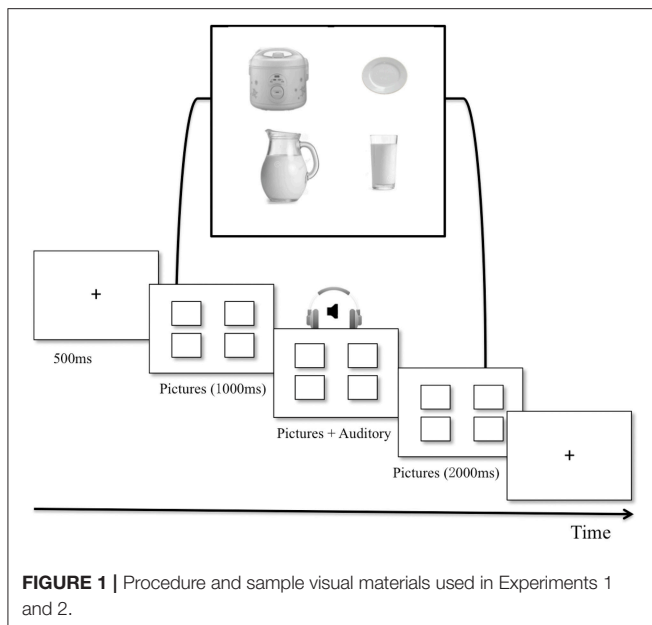 500ms
Pictures (1000ms)
Pictures + Auditory
Pictures (2000ms)
Time
FIGURE 1 | Procedure and sample visual materials used in Experiments 1
and 2.